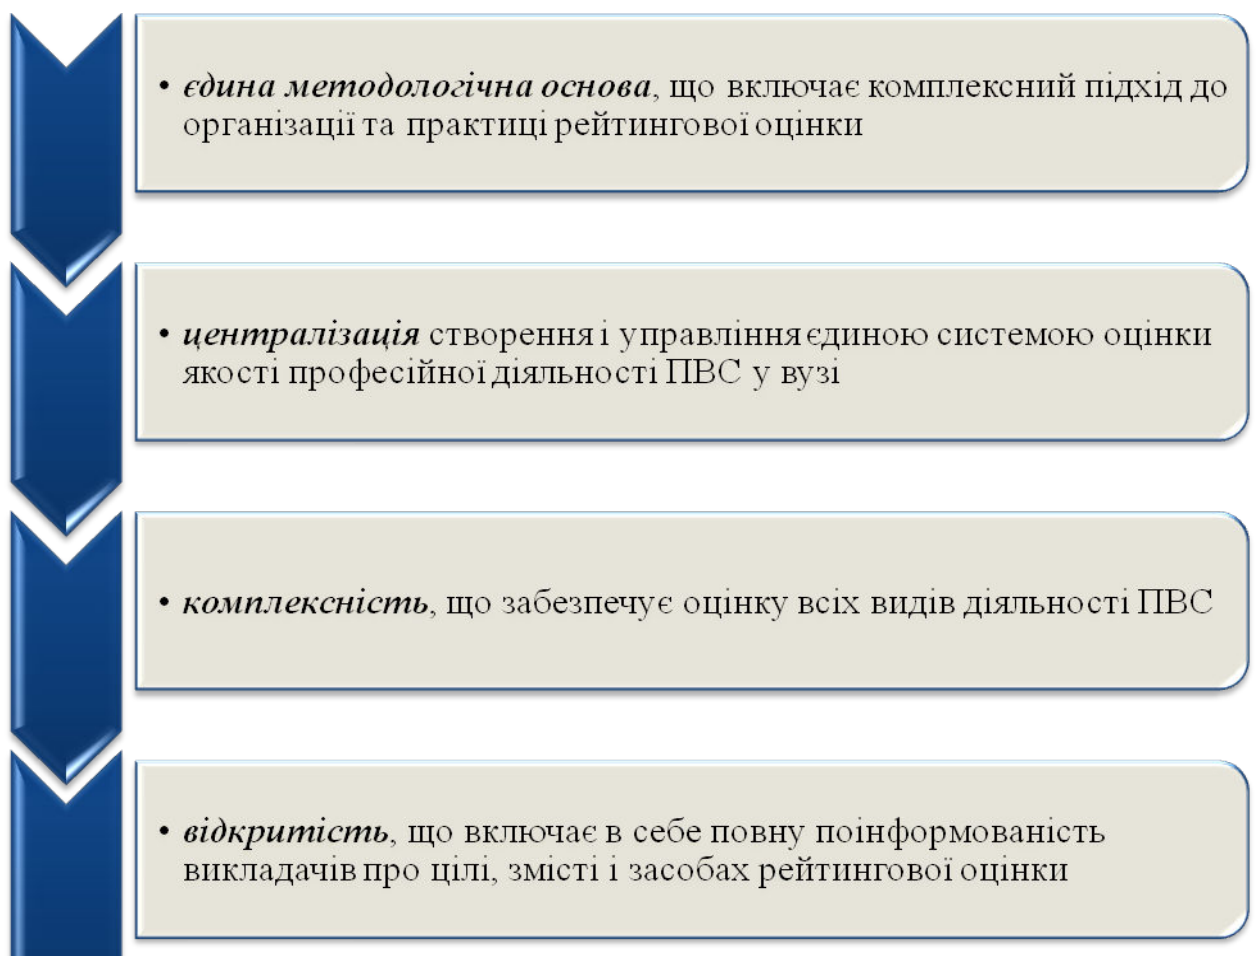 • єдина методологічна основа, що включає комплексний підхід до
організації та практиці рейтингової оцінки
• централізація створення і управління єдиною системою оцінки
якості професійної діяльності ПВС у вузі
• комплексність, що забезпечує оцінку всіх видів діяльності ПВС
• відкритість, що включає в себе повну поінформованість
викладачів про цілі, змісті і засобах рейтингової оцінки